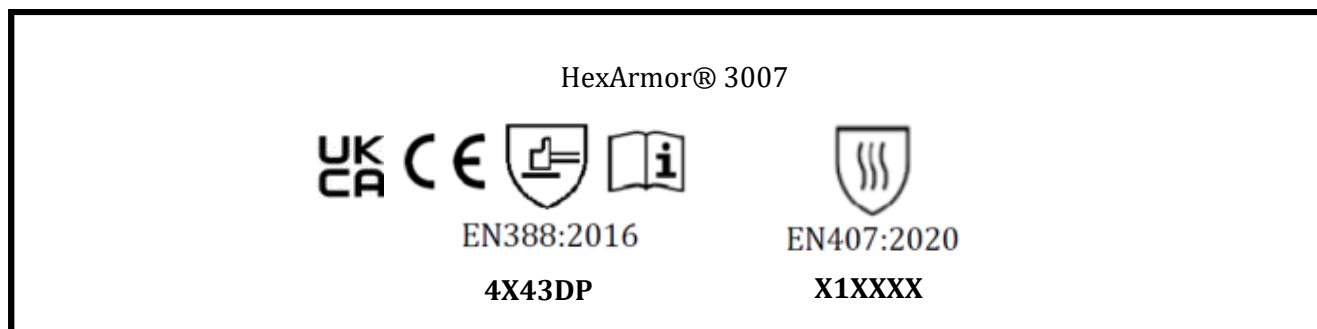 HexArmor® 3007
UK
CA CE i
EN388:2016 EN407:2020
4X43DP X1XXXX